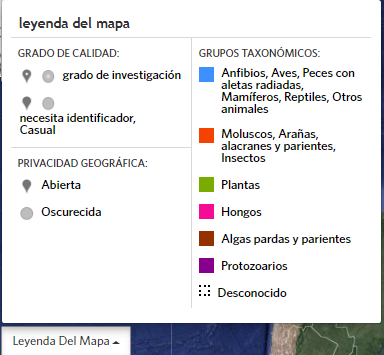 leyenda del mapa
GRADO DE CALIDAD:
grado de investigación
necesita identificador,
Casual
PRIVACIDAD GEOGRÁFICA:
Abierta
Oscurecida
GRUPOS TAXONÓMICOS:
Anfibios, Aves, Peces con
aletas radiadas,
Mamíferos, Reptiles, Otros
animales
Moluscos, Arañas,
alacranes y parientes,
Insectos
Plantas
Hongos
Algas pardas y parientes
Protozoarios
Desconocido
Leyenda Del Mapa